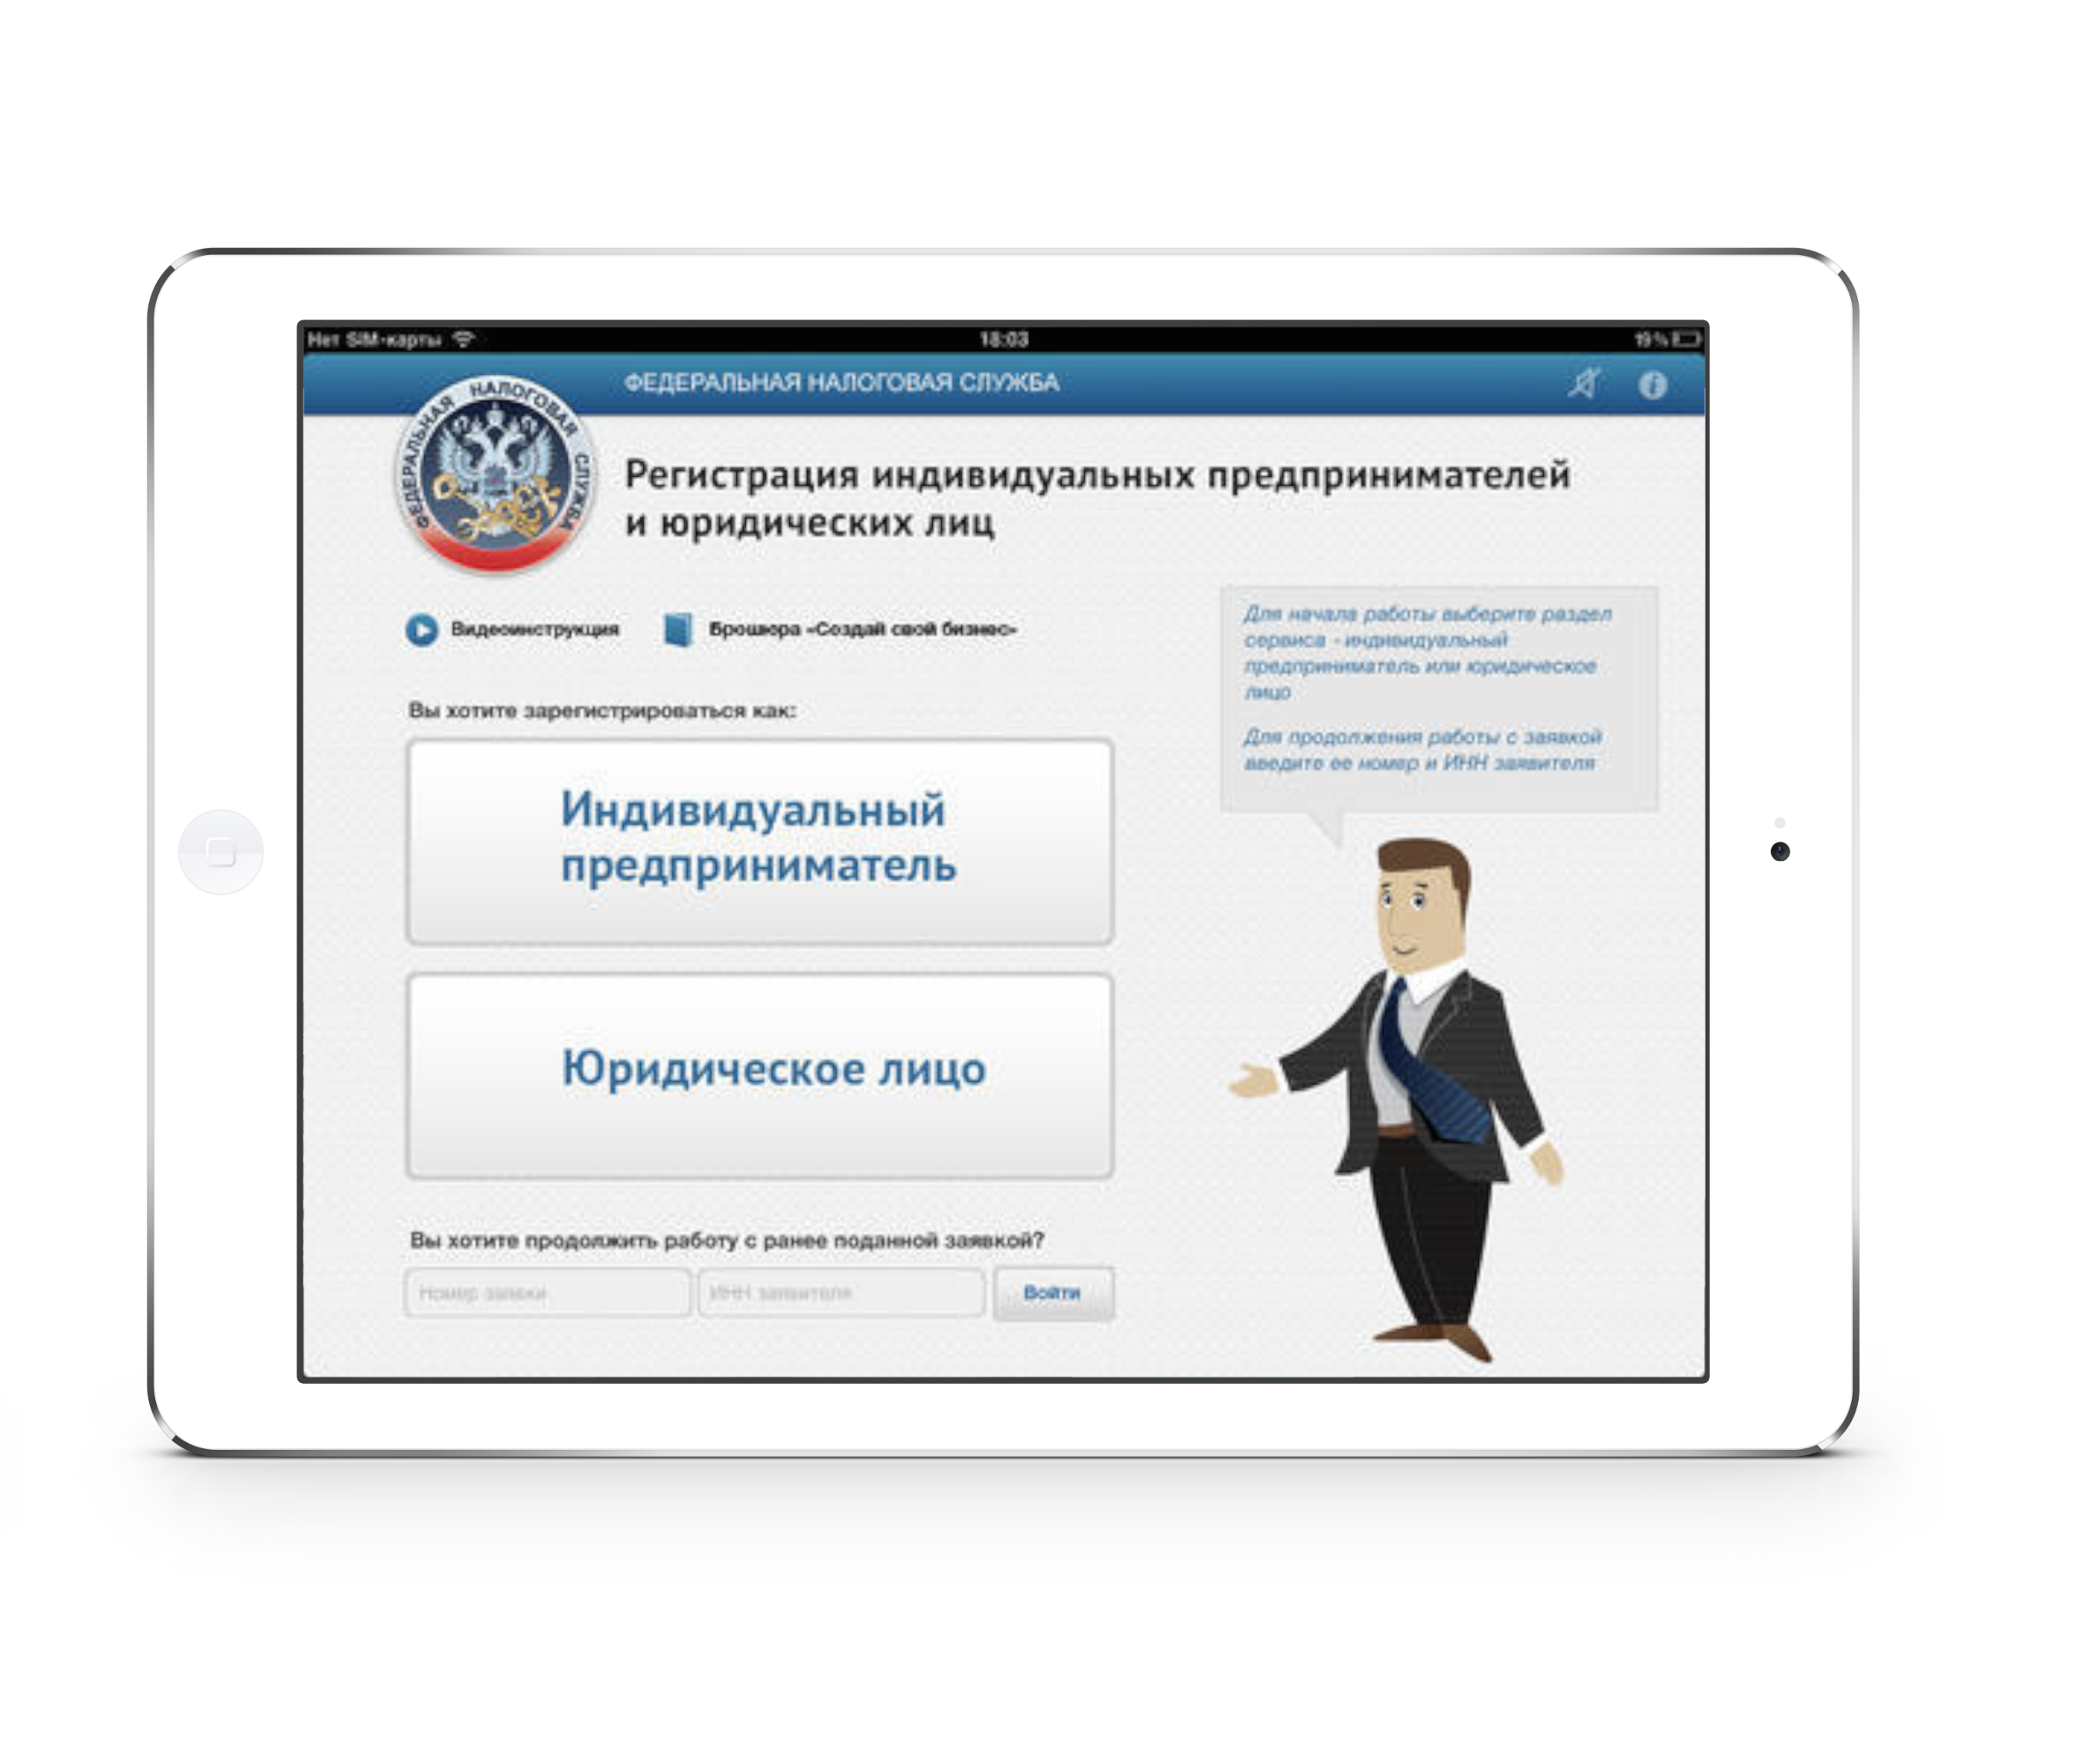 Нет SIM-карты
18:03
19%
ФЕДЕРАЛЬНАЯ НАЛОГОВАЯ СЛУЖБА
ФЕДЕРАЛЬНАЯ НАЛОГОВАЯ СЛУЖБА
Регистрация индивидуальных предпринимателей
и юридических лиц
Видеоинструкция
Брошюра «Создай свой бизнес»
Для начала работы выберите раздел
сервиса - индивидуальный
предприниматель или юридическое
лицо
Для продолжения работы с заявкой
введите ее номер и ИНН заявителя
Вы хотите зарегистрироваться как:
Индивидуальный
предприниматель
Юридическое лицо
Вы хотите продолжить работу с ранее поданной заявкой?
Номер заявки
ИНН заявителя
Войти